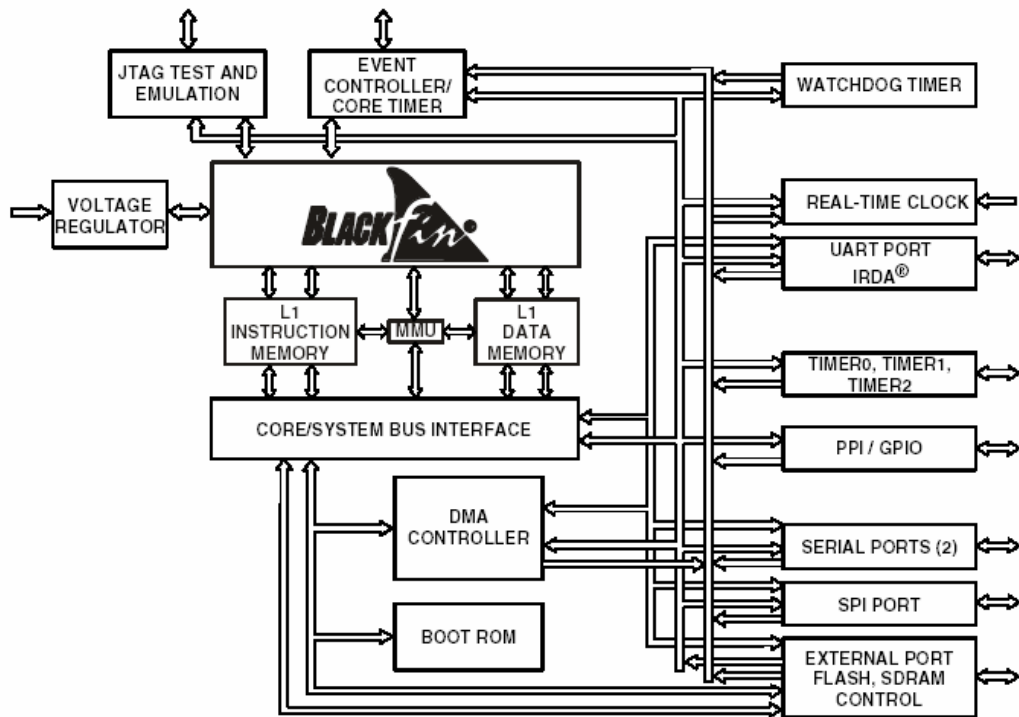 JTAG TEST AND
EMULATION
EVENT
CONTROLLER/
CORE TIMER
WATCHDOG TIMER
VOLTAGE
REGULATOR
BLACKfin®
REAL-TIME CLOCK
UART PORT
IRDA®
L1
INSTRUCTION
MEMORY
MMU
L1
DATA
MEMORY
TIMER0, TIMER1,
TIMER2
CORE/SYSTEM BUS INTERFACE
PPI / GPIO
DMA
CONTROLLER
SERIAL PORTS (2)
SPI PORT
BOOT ROM
EXTERNAL PORT
FLASH, SDRAM
CONTROL